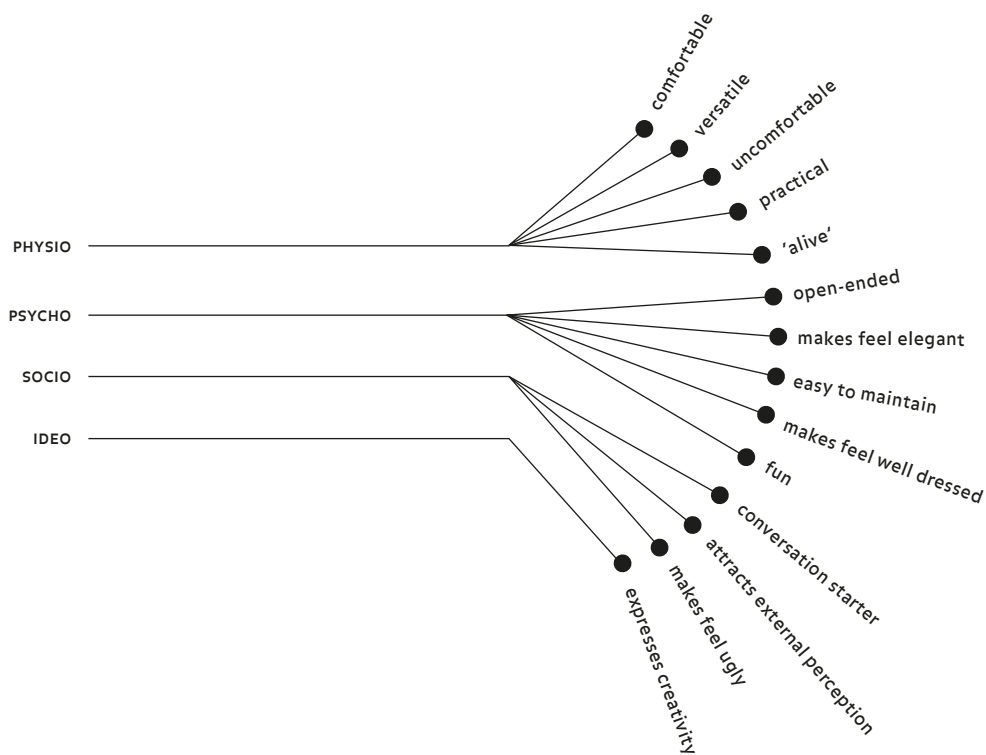 comfortable
versatile
uncomfortable
practical
‘alive’
open-ended
makes feel elegant
easy to maintain
makes feel well dressed
fun
conversation starter
attracts external perception
makes feel ugly
expresses creativity
PHYSIO
PSYCHO
SOCIO
IDEO